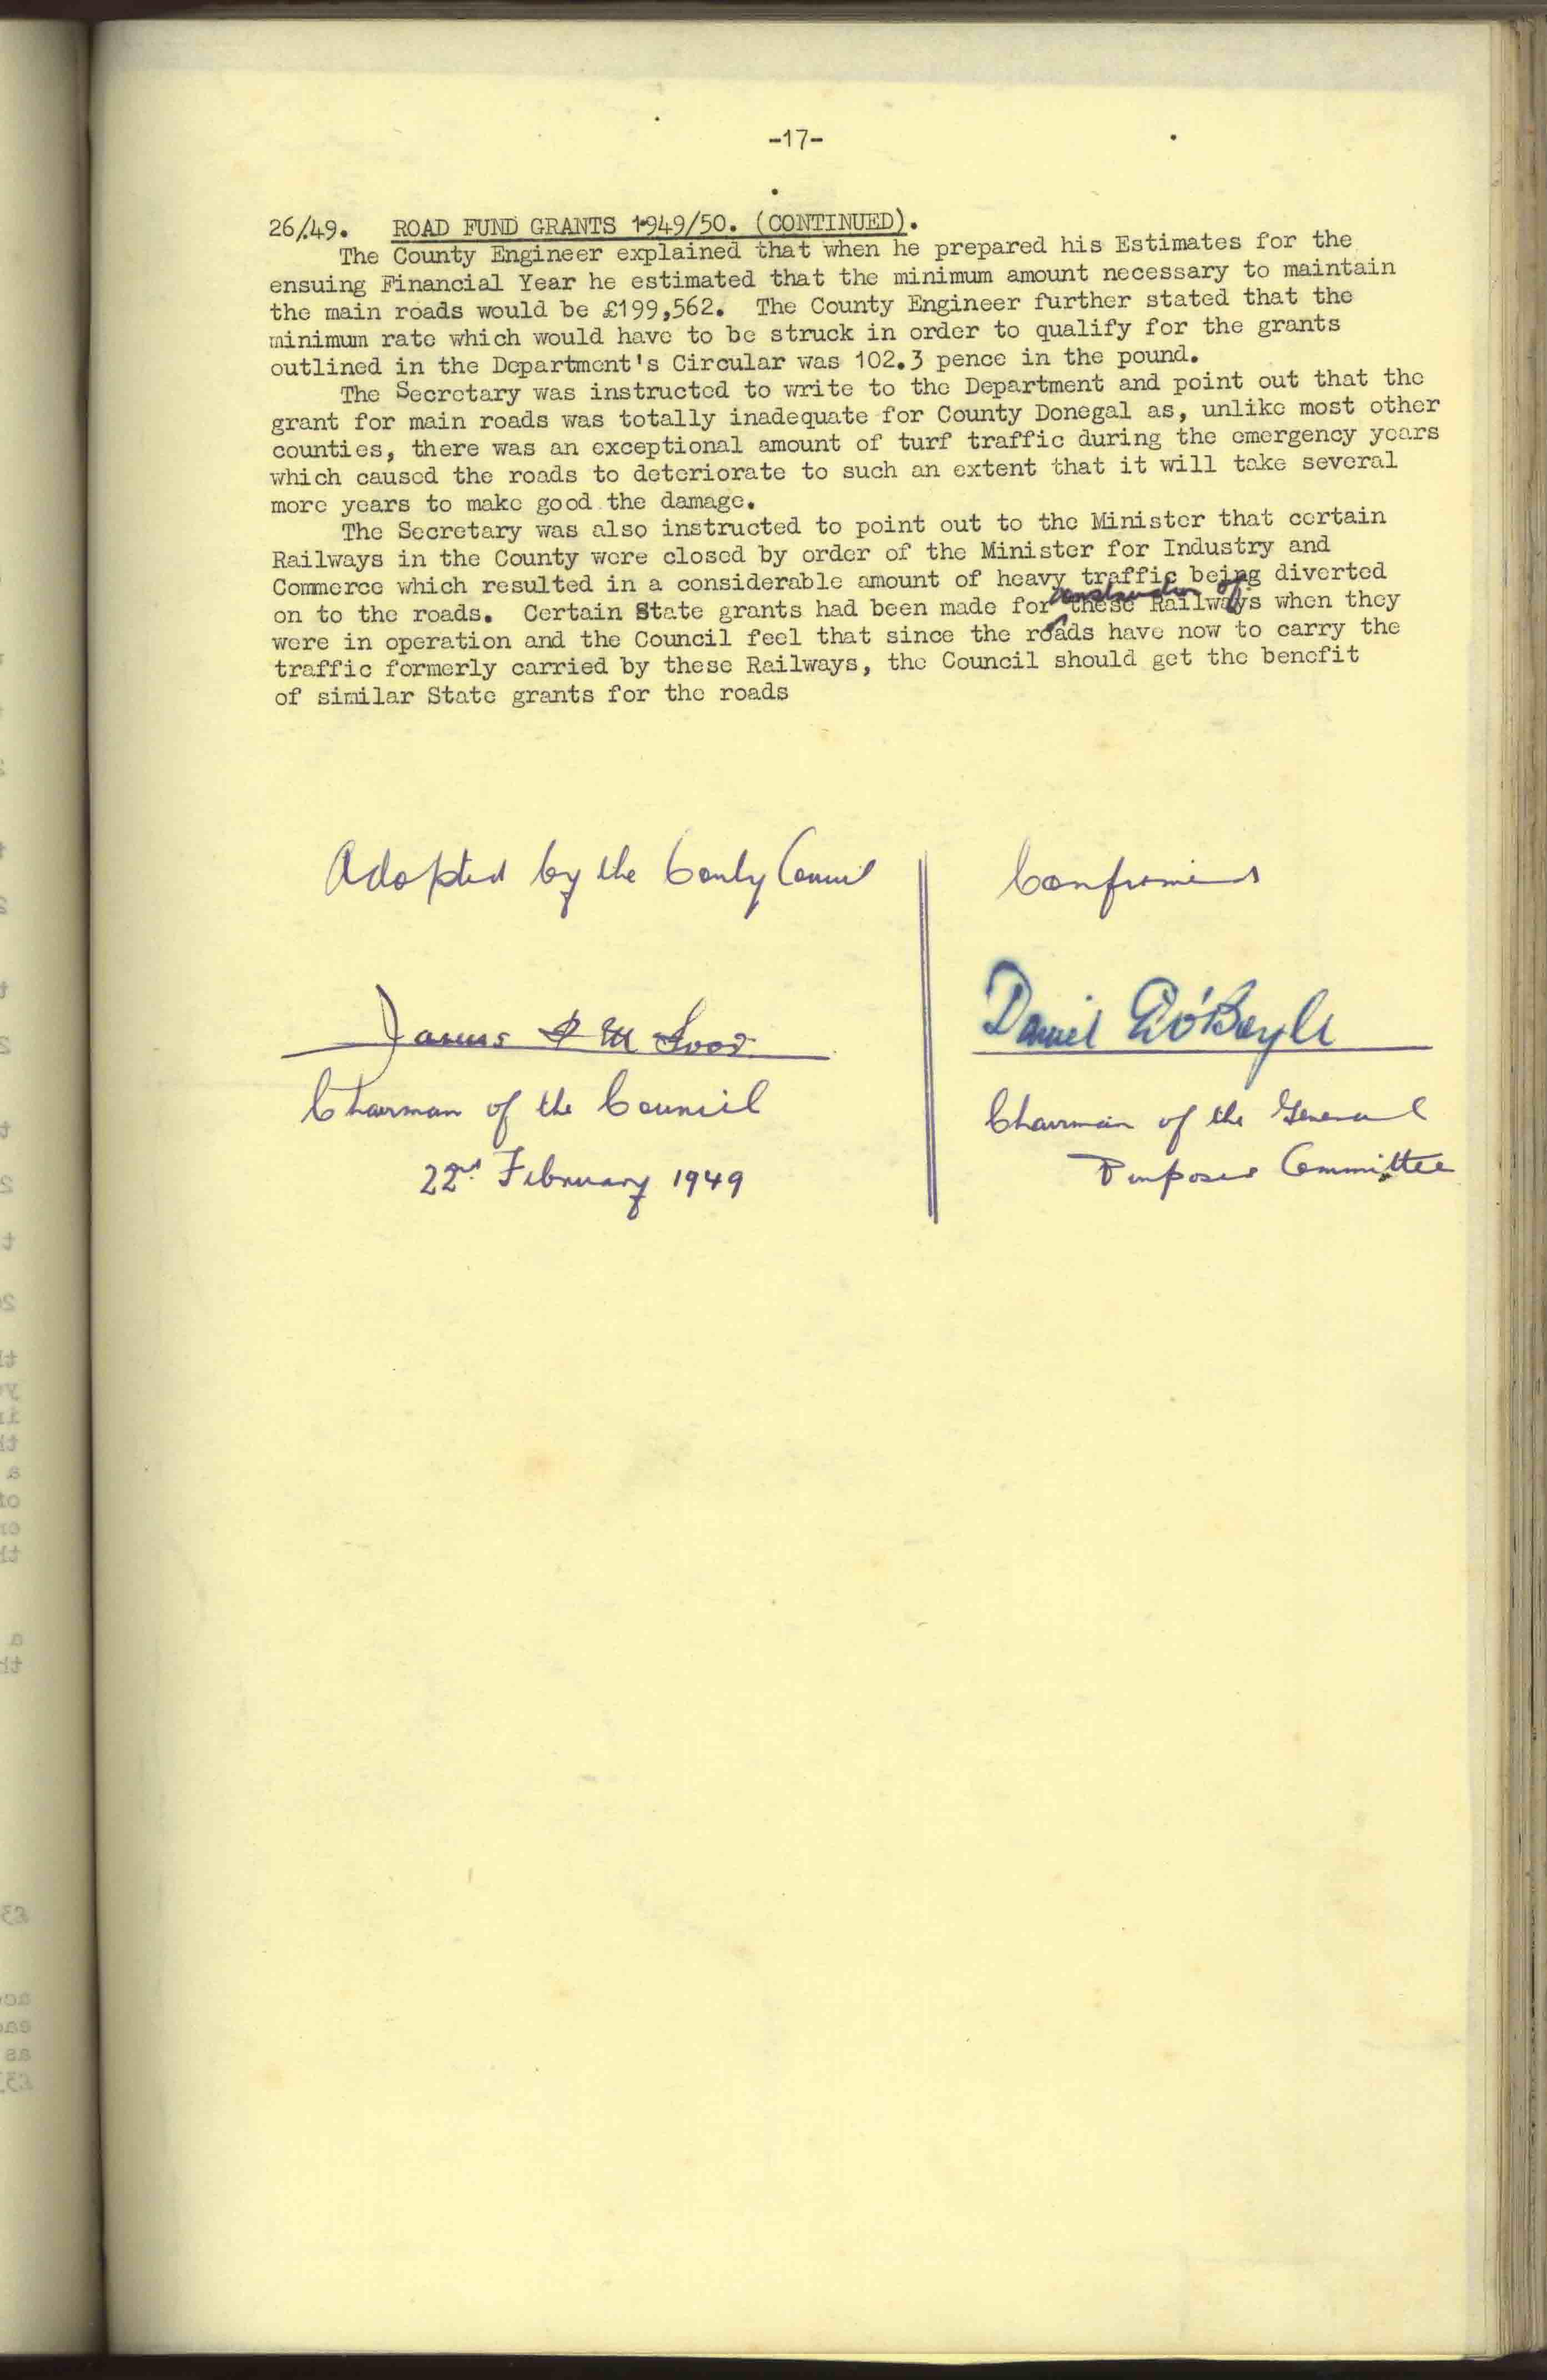 -17-
26/49. ROAD FUND GRANTS 1949/50. (CONTINUED).
The County Engineer explained that when he prepared his Estimates for the
ensuing Financial Year he estimated that the minimum amount necessary to maintain
the main roads would be £199,562. The County Engineer further stated that the
minimum rate which would have to be struck in order to qualify for the grants
outlined in the Department's Circular was 102.3 pence in the pound.
The Secretary was instructed to write to the Department and point out that the
grant for main roads was totally inadequate for County Donegal as, unlike most other
counties, there was an exceptional amount of turf traffic during the emergency years
which caused the roads to deteriorate to such an extent that it will take several
more years to make good the damage.
The Secretary was also instructed to point out to the Minister that certain
Railways in the County were closed by order of the Minister for Industry and
Commerce which resulted in a considerable amount of heavy traffic being diverted
construction of
on to the roads. Certain State grants had been made for these Railways when they
were in operation and the Council feel that since the roads have now to carry the
traffic formerly carried by these Railways, the Council should get the benefit
of similar State grants for the roads
Adopted by the County Council
James
Chairman of the Council
22nd February 1949
Confirmed
Daniel O'Boyle
Chairman of the General
Purposes Committee